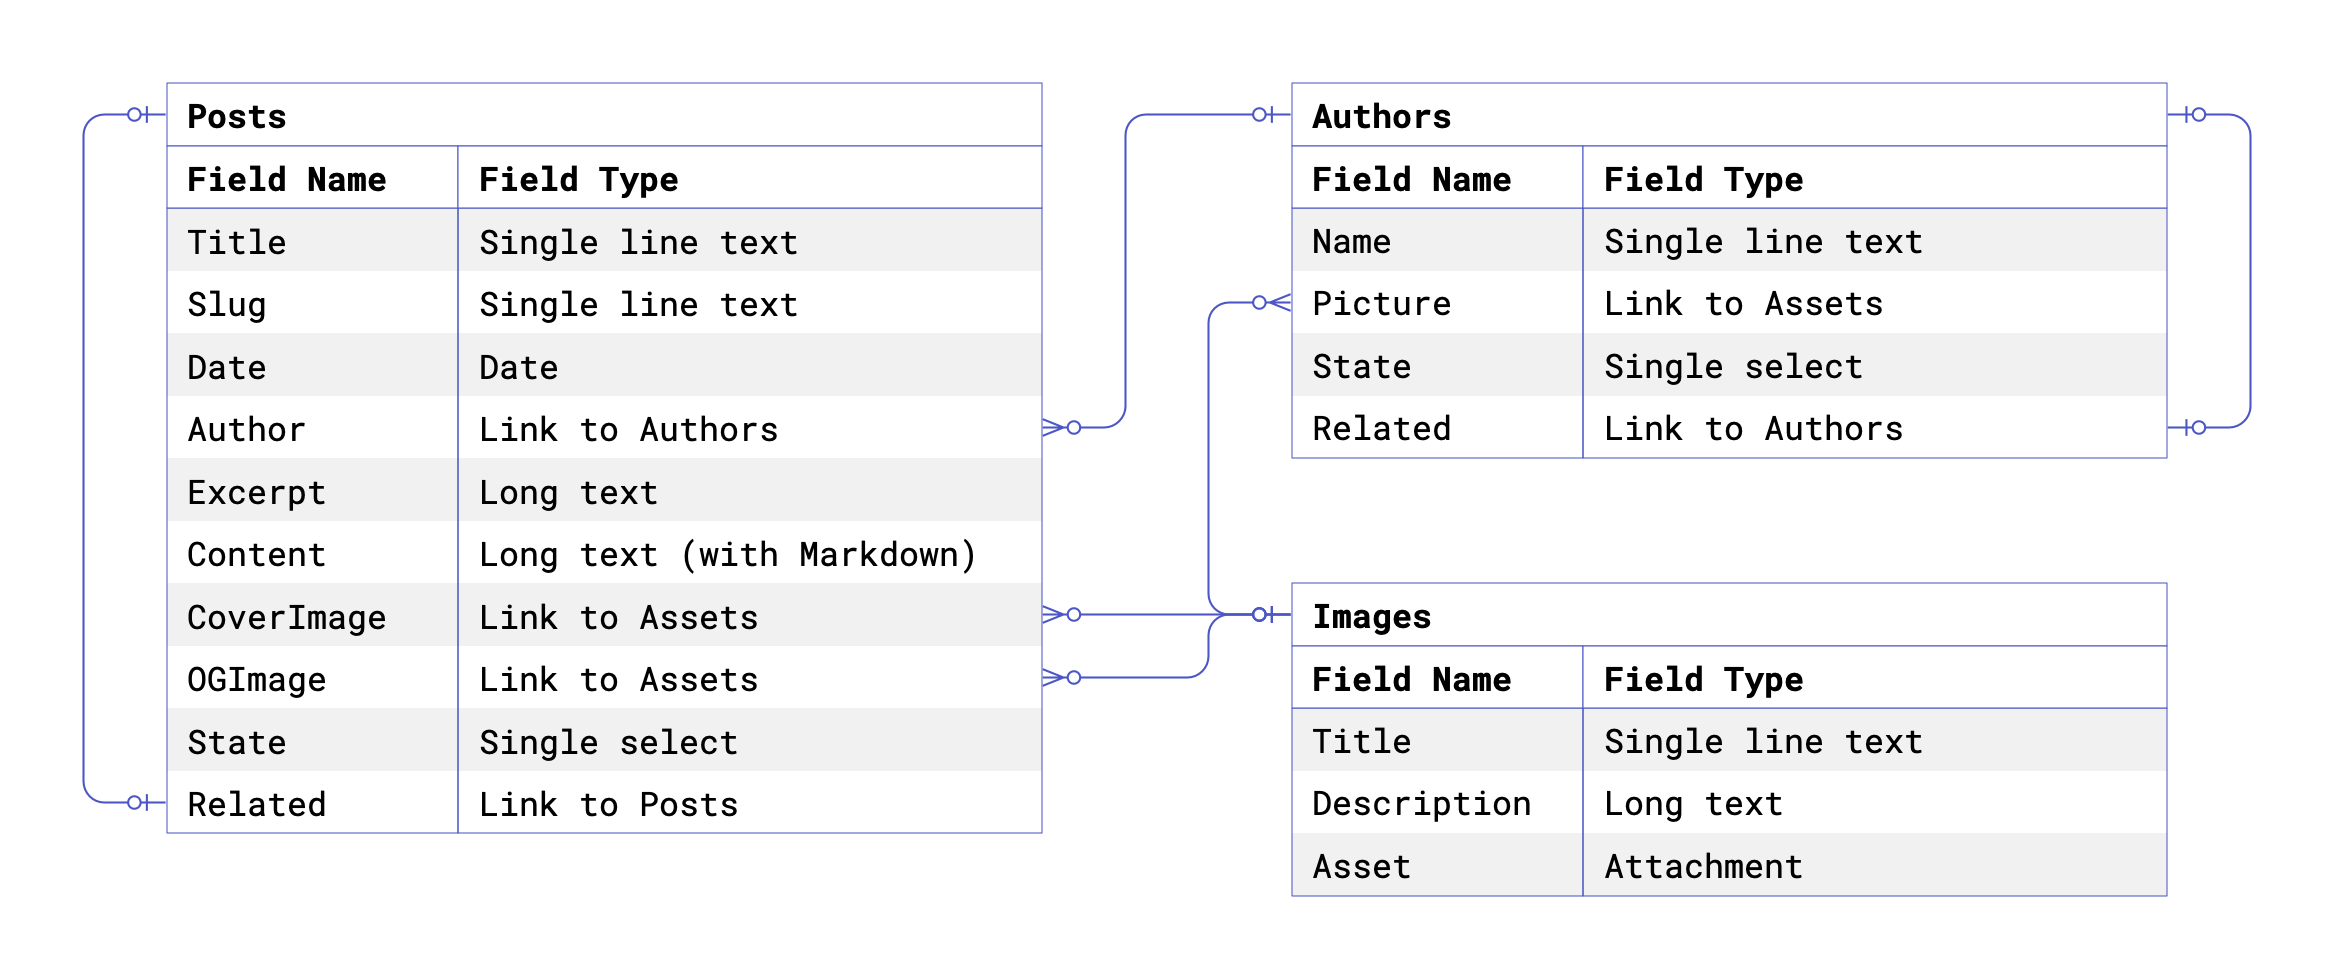 Posts
Field Name Field Type
Title Single line text
Slug Single line text
Date Date
Author Link to Authors
Excerpt Long text
Content Long text (with Markdown)
CoverImage Link to Assets
OGImage Link to Assets
State Single select
Related Link to Posts
Authors
Field Name Field Type
Name Single line text
Picture Link to Assets
State Single select
Related Link to Authors
Images
Field Name Field Type
Title Single line text
Description Long text
Asset Attachment